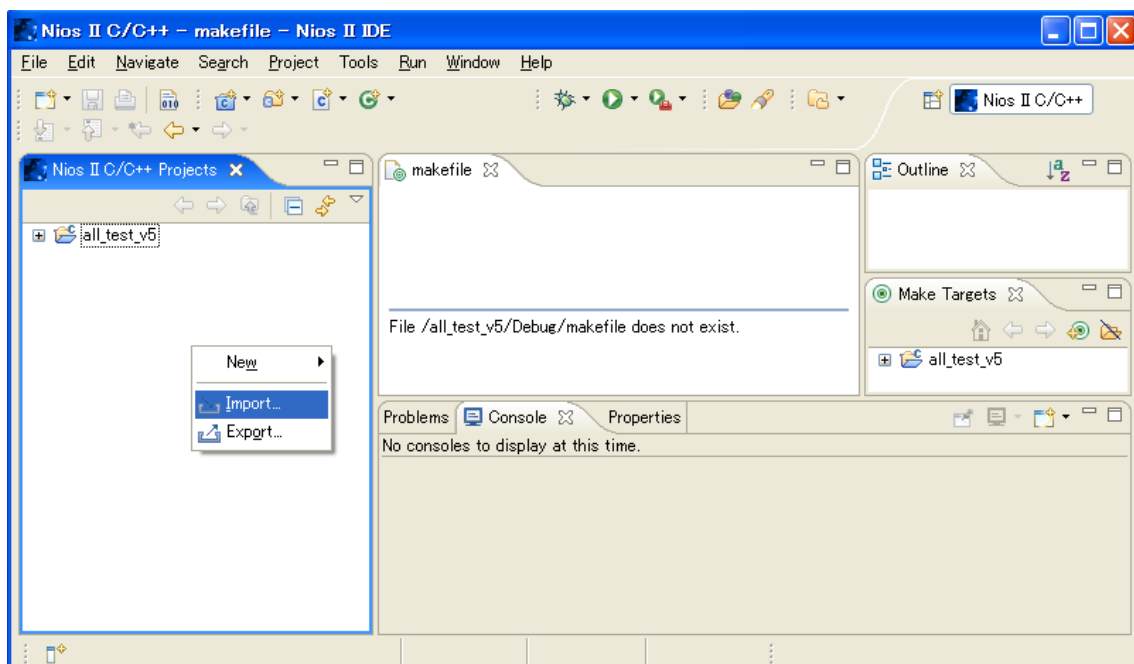 Nios II C/C++ - makefile - Nios II IDE
File Edit Navigate Search Project Tools Run Window Help
010
Nios II C/C++
Nios II C/C++ Projects
makefile
Outline
all_test_v5
File /all_test_v5/Debug/makefile does not exist.
Make Targets
all_test_v5
New
Import...
Export...
Problems Console Properties
No consoles to display at this time.